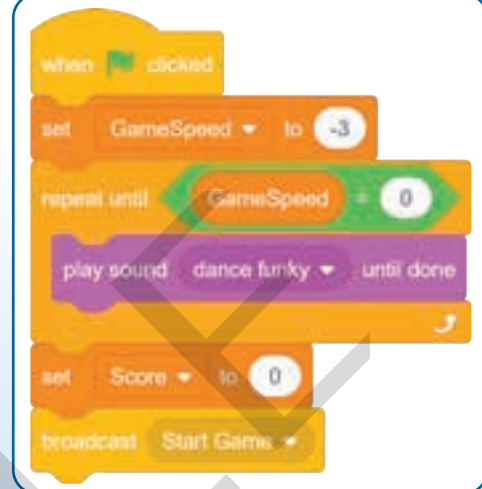 when clicked
set GameSpeed to -3
repeat until GameSpeed = 0
play sound dance funky until done
set Score to 0
broadcast Start Game